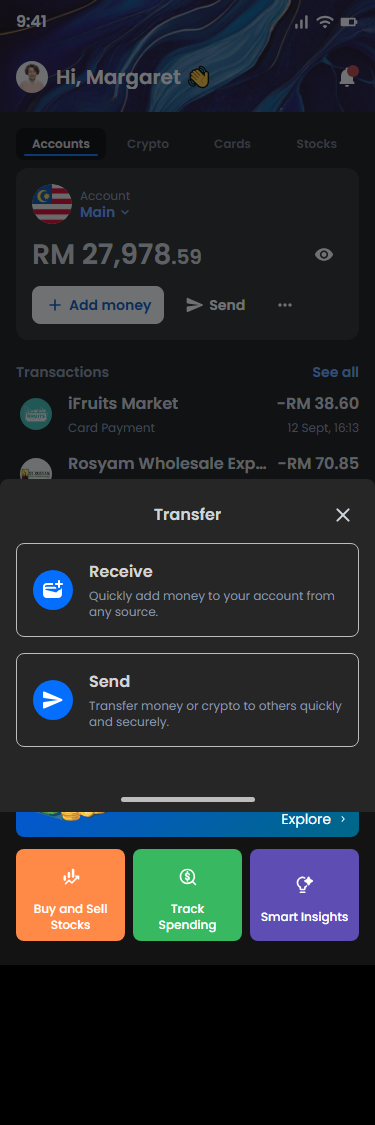 9:41
Hi, Margaret 👋
Accounts Crypto Cards Stocks
Account
Main
RM 27,978.59
+ Add money Send ...
Transactions See all
iFruits Market -RM 38.60
Card Payment 12 Sept, 16:13
Rosyam Wholesale Exp... -RM 70.85
Transfer
Receive
Quickly add money to your account from
any source.
Send
Transfer money or crypto to others quickly
and securely.
Explore
Buy and Sell
Stocks
Track
Spending
Smart Insights